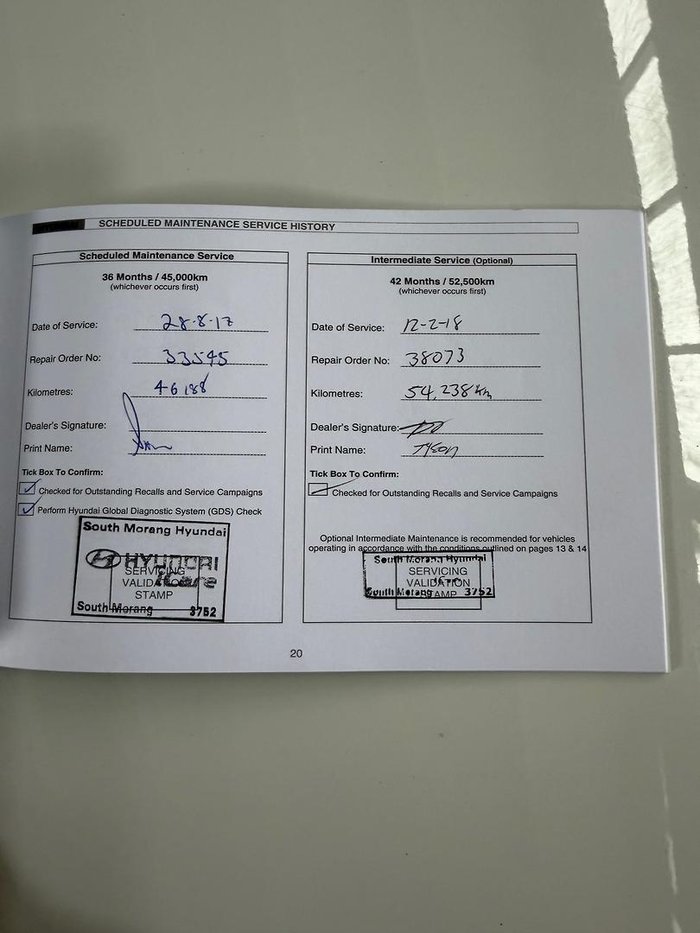 SCHEDULED MAINTENANCE SERVICE HISTORY
Scheduled Maintenance Service
36 Months / 45,000km
(whichever occurs first)
Date of Service: 28-8-17
Repair Order No: 33545
Kilometres: 46188
Dealer's Signature:
Print Name:
Tick Box To Confirm:
Checked for Outstanding Recalls and Service Campaigns
Perform Hyundai Global Diagnostic System (GDS) Check
South Morang Hyundai
HYUNDAI
iCare
SERVICING
VALIDATION
STAMP
South Morang 3752
Intermediate Service (Optional)
42 Months / 52,500km
(whichever occurs first)
Date of Service: 12-2-18
Repair Order No: 38073
Kilometres: 54,238km
Dealer's Signature:
Print Name: Tyson
Tick Box To Confirm:
Checked for Outstanding Recalls and Service Campaigns
Optional Intermediate Maintenance is recommended for vehicles
operating in accordance with the conditions outlined on pages 13 & 14
South Morang Hyundai
SERVICING
VALIDATION
STAMP
South Morang 3752
20